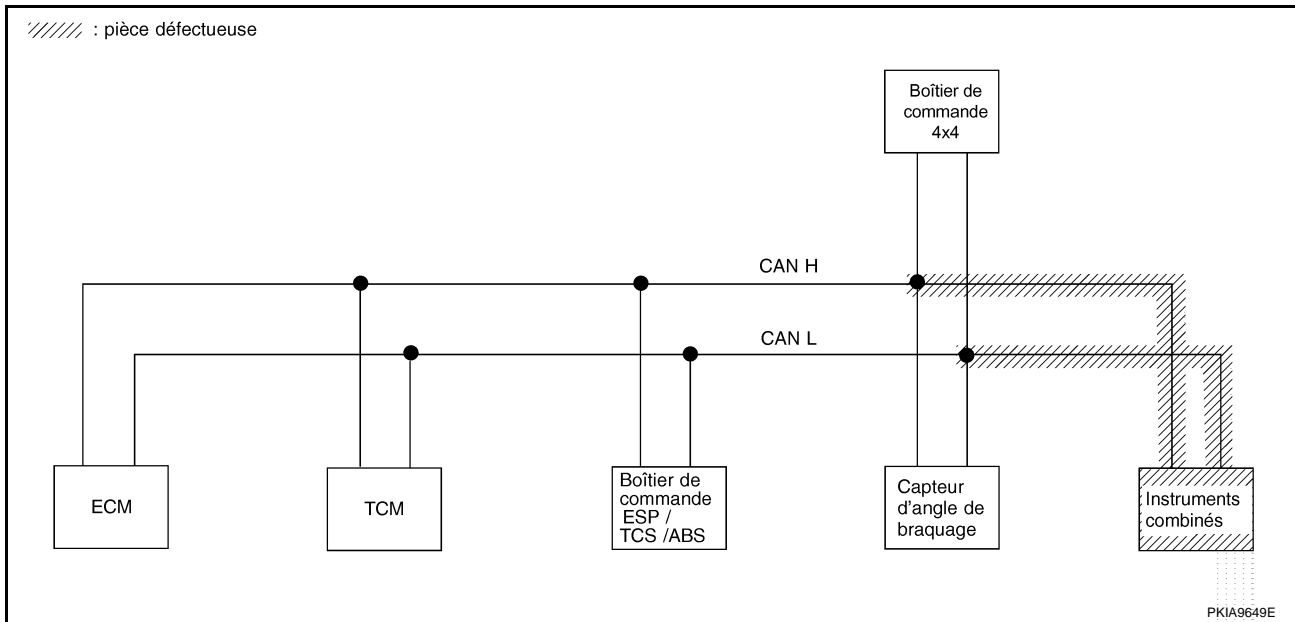 : pièce défectueuse
Boîtier de
commande
4x4
CAN H
CAN L
ECM
TCM
Boîtier de
commande
ESP /
TCS /ABS
Capteur
d'angle de
braquage
Instruments
combinés
PKIA9649E